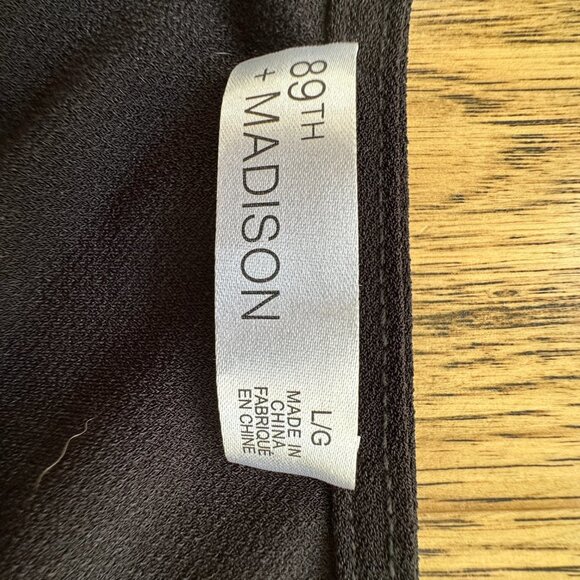 89TH
+ MADISON
L/G
MADE IN
CHINA
FABRIQUÉ
EN CHINE